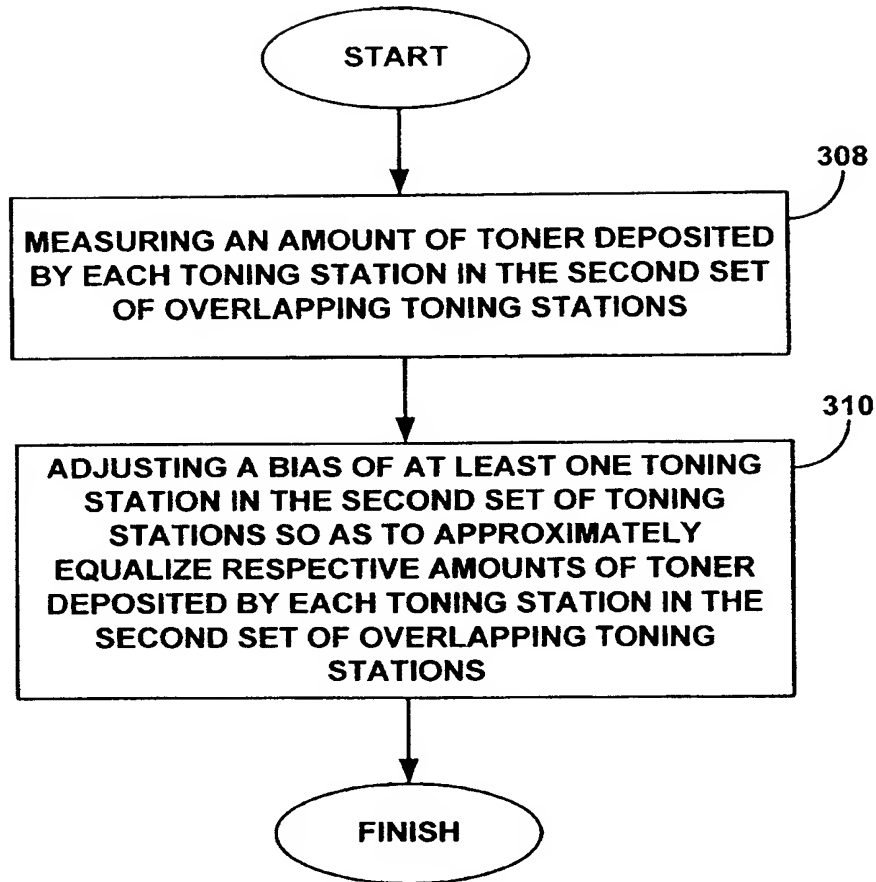 START
308
MEASURING AN AMOUNT OF TONER DEPOSITED
BY EACH TONING STATION IN THE SECOND SET
OF OVERLAPPING TONING STATIONS
310
ADJUSTING A BIAS OF AT LEAST ONE TONING
STATION IN THE SECOND SET OF TONING
STATIONS SO AS TO APPROXIMATELY
EQUALIZE RESPECTIVE AMOUNTS OF TONER
DEPOSITED BY EACH TONING STATION IN THE
SECOND SET OF OVERLAPPING TONING
STATIONS
FINISH